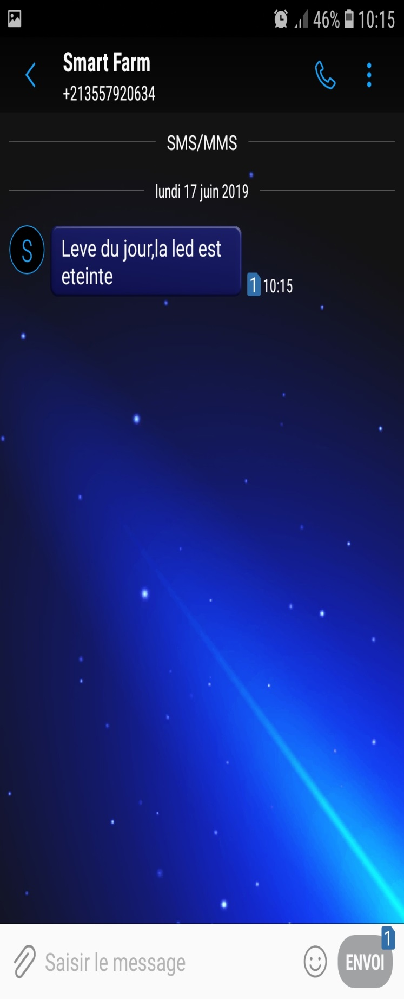 46% 10:15
Smart Farm
+213557920634
SMS/MMS
lundi 17 juin 2019
S
Leve du jour,la led est
eteinte
1 10:15
Saisir le message
1
ENVOI